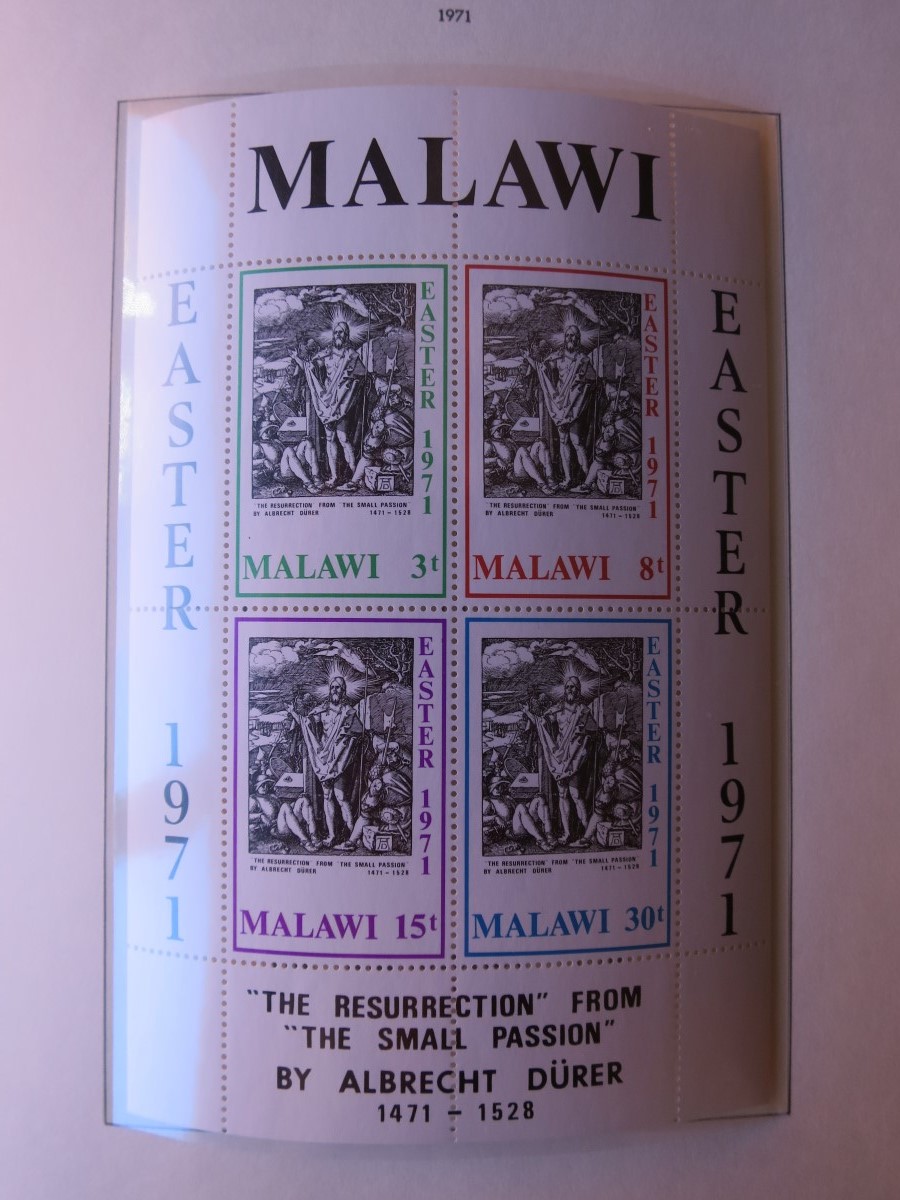 1971
MALAWI
EASTER 1971
EASTER 1971
EASTER 1971
"THE RESURRECTION" FROM "THE SMALL PASSION"
BY ALBRECHT DÜRER 1471 – 1528
MALAWI 3t
EASTER 1971
"THE RESURRECTION" FROM "THE SMALL PASSION"
BY ALBRECHT DÜRER 1471 – 1528
MALAWI 8t
EASTER 1971
"THE RESURRECTION" FROM "THE SMALL PASSION"
BY ALBRECHT DÜRER 1471 – 1528
MALAWI 15t
EASTER 1971
"THE RESURRECTION" FROM "THE SMALL PASSION"
BY ALBRECHT DÜRER 1471 – 1528
MALAWI 30t
"THE RESURRECTION" FROM
"THE SMALL PASSION"
BY ALBRECHT DÜRER
1471 – 1528